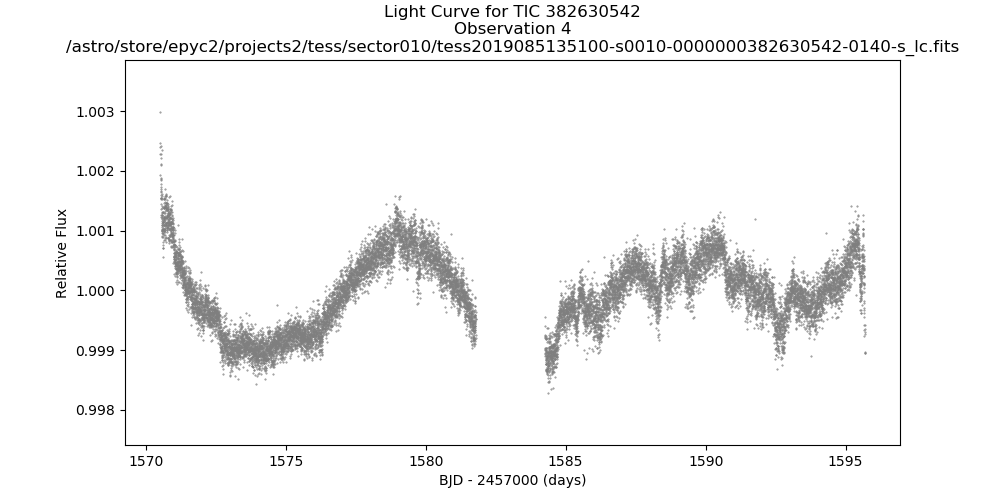 Light Curve for TIC 382630542
Observation 4
/astro/store/epyc2/projects2/tess/sector010/tess2019085135100-s0010-0000000382630542-0140-s_lc.fits
1.003
1.002
1.001
1.000
0.999
0.998
Relative Flux
1570 1575 1580 1585 1590 1595
BJD - 2457000 (days)